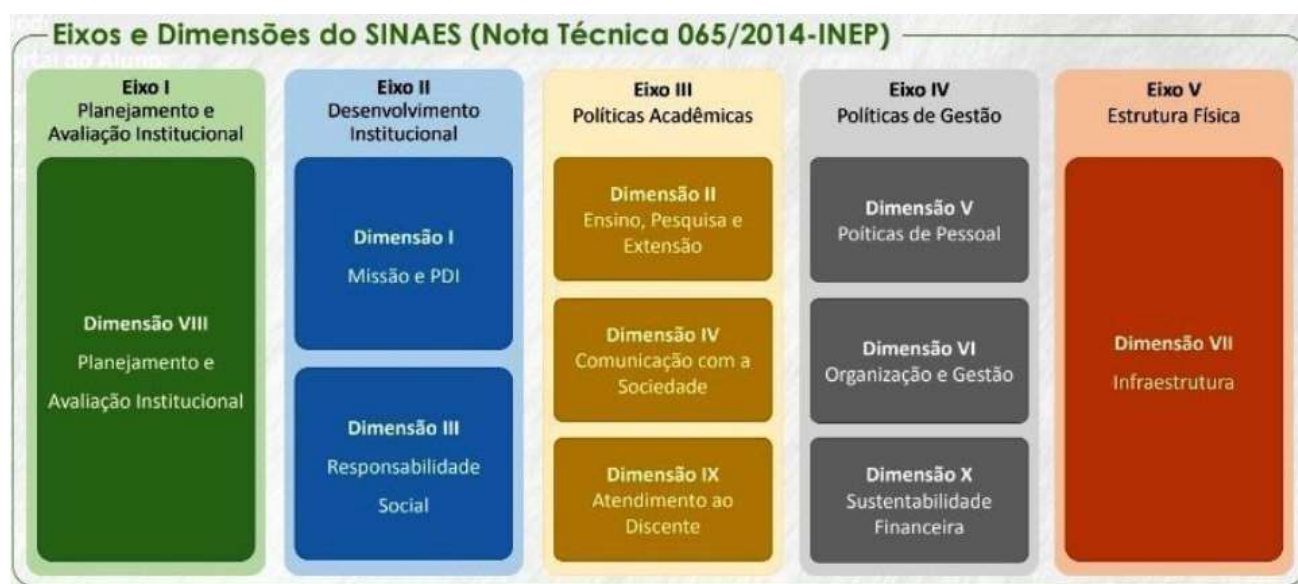 Eixos e Dimensões do SINAES (Nota Técnica 065/2014-INEP)
Eixo I
Planejamento e
Avaliação Institucional
Dimensão VIII
Planejamento e
Avaliação Institucional
Eixo II
Desenvolvimento
Institucional
Dimensão I
Missão e PDI
Dimensão III
Responsabilidade
Social
Eixo III
Políticas Acadêmicas
Dimensão II
Ensino, Pesquisa e
Extensão
Dimensão IV
Comunicação com a
Sociedade
Dimensão IX
Atendimento ao
Discente
Eixo IV
Políticas de Gestão
Dimensão V
Poíticas de Pessoal
Dimensão VI
Organização e Gestão
Dimensão X
Sustentabilidade
Financeira
Eixo V
Estrutura Física
Dimensão VII
Infraestrutura